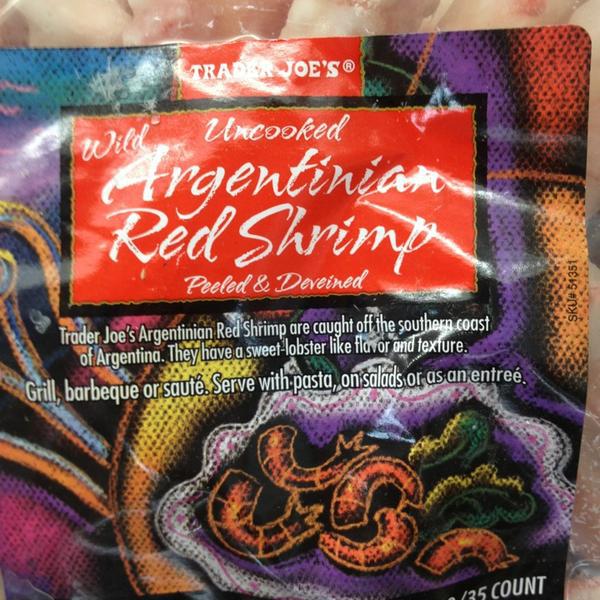 TRADER JOE'S®
Wild Uncooked
Argentinian
Red Shrimp
Peeled & Deveined
Trader Joe's Argentinian Red Shrimp are caught off the southern coast
of Argentina. They have a sweet lobster like flavor and texture.
Grill, barbeque or sauté. Serve with pasta, on salads or as an entreé.
SKU# 51351
/35 COUNT